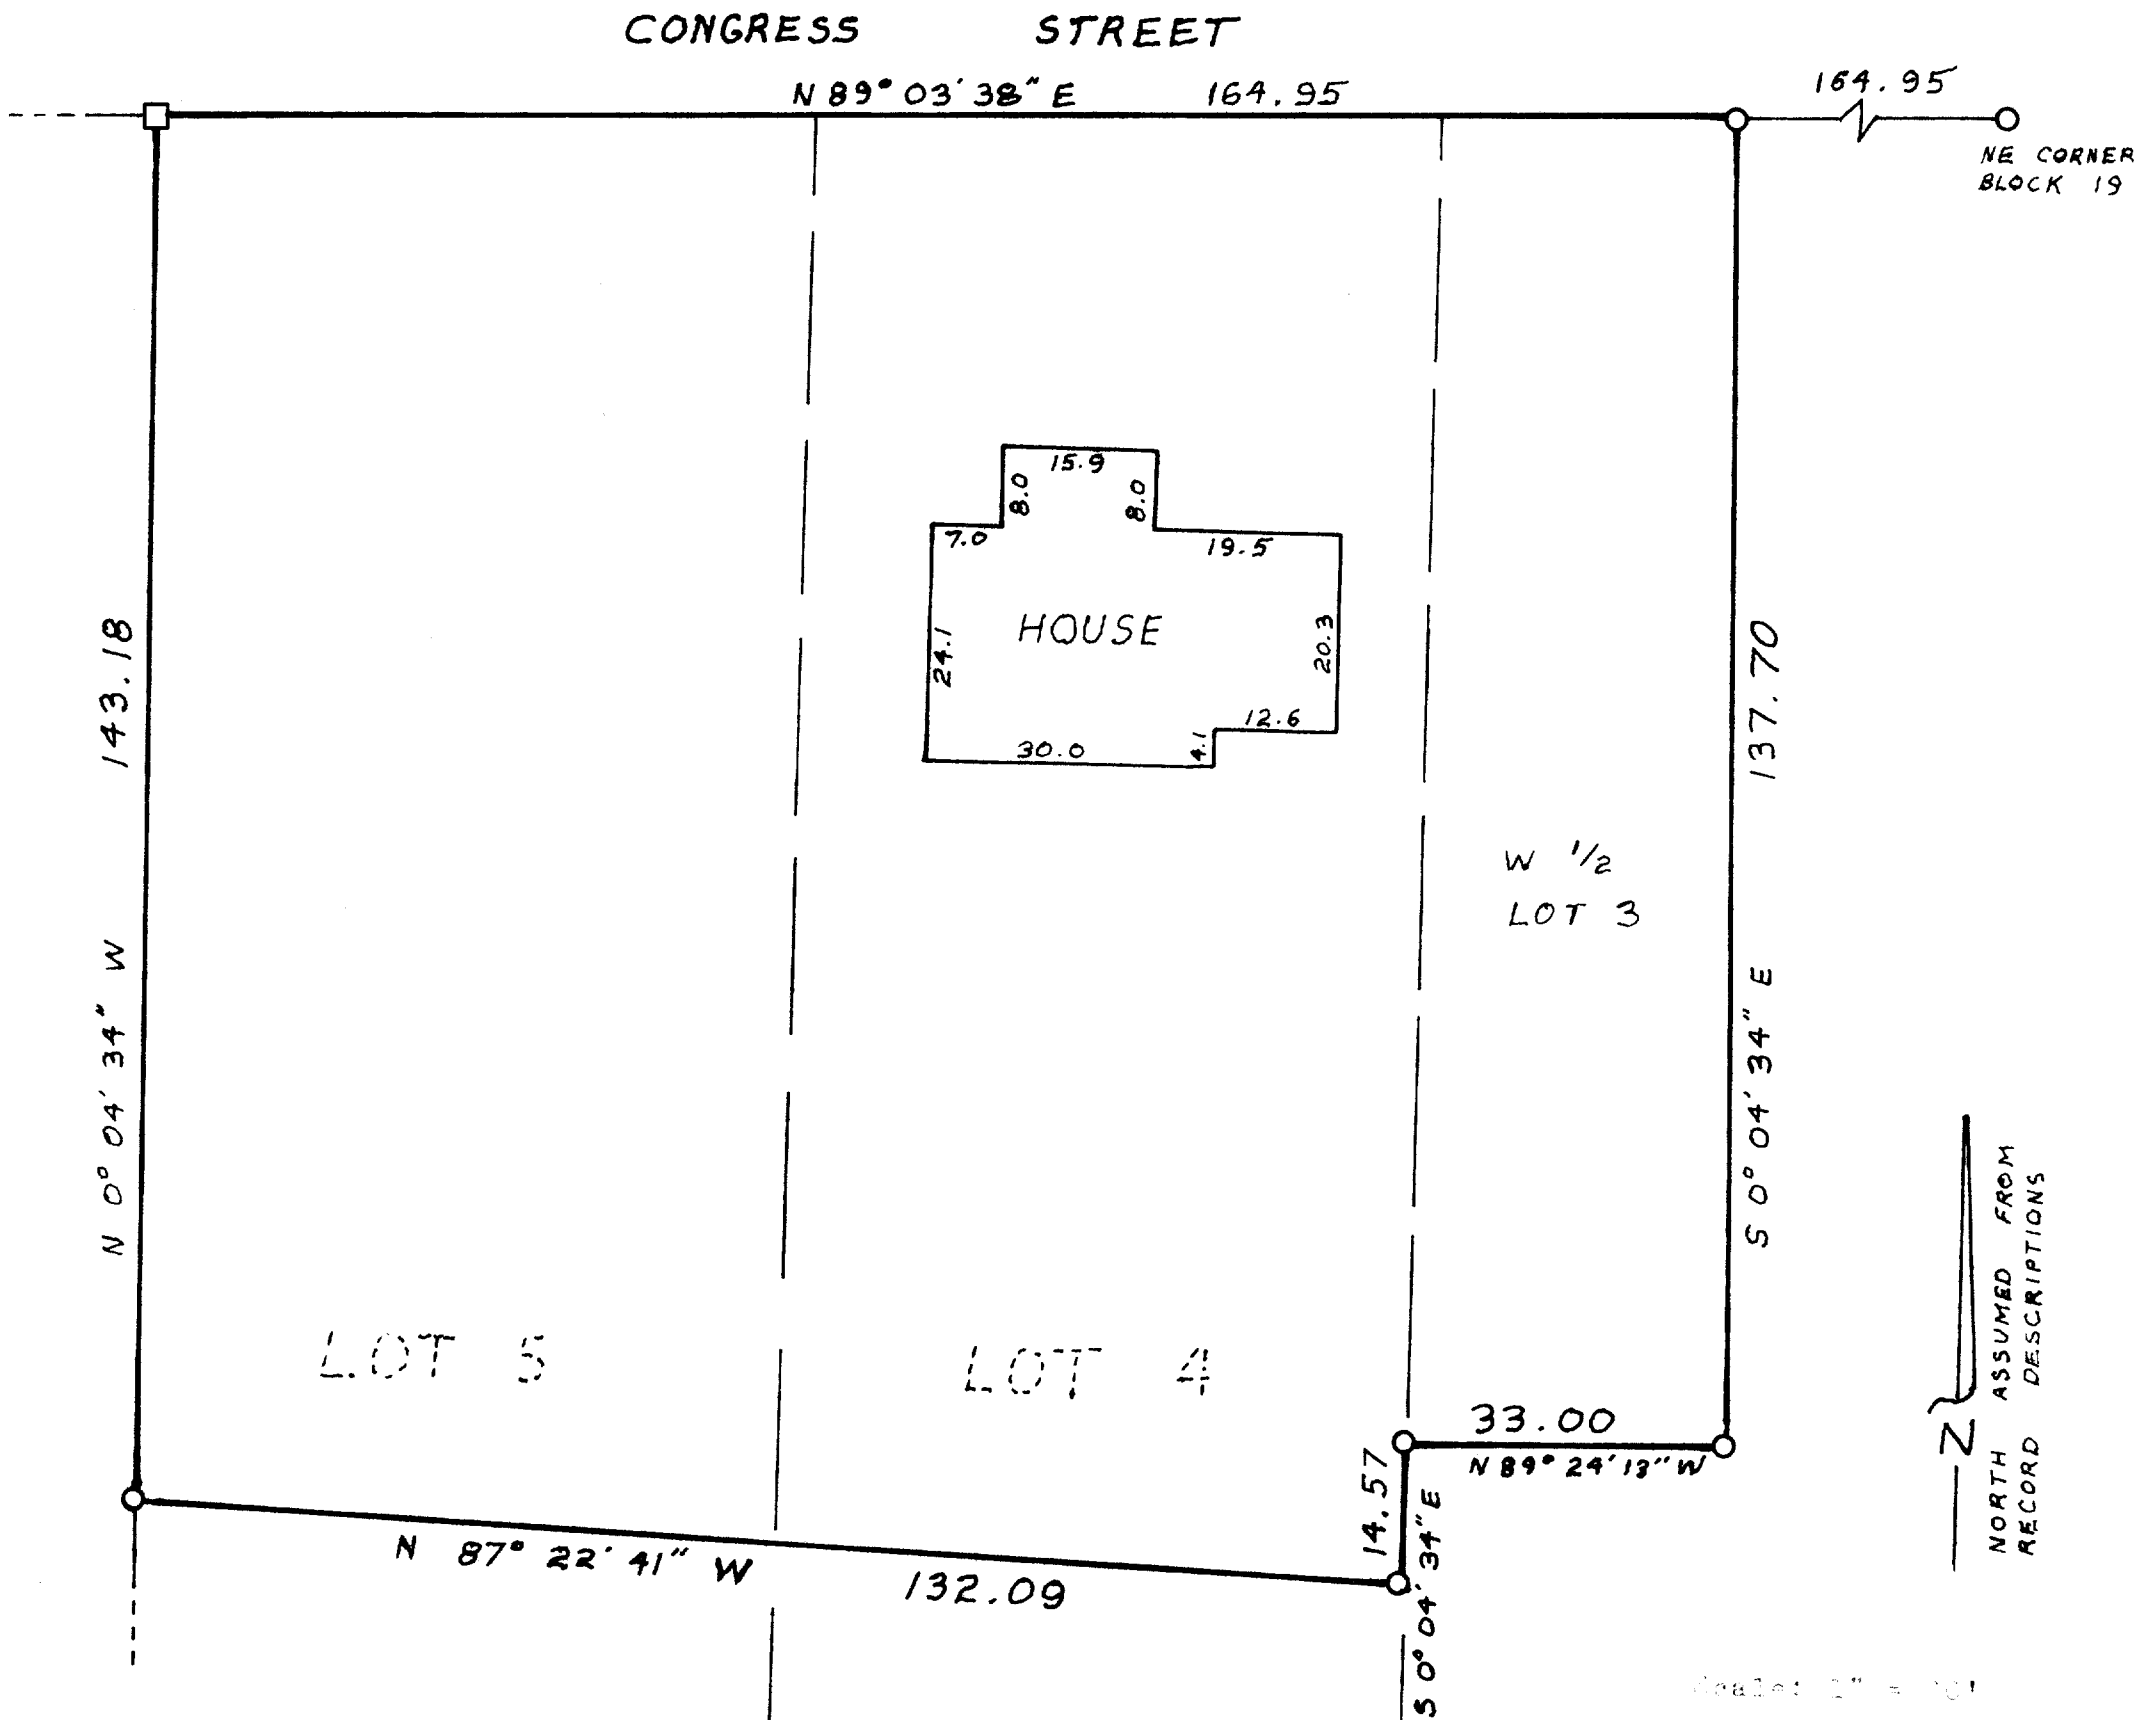 CONGRESS STREET
N 89° 03' 38" E 164.95
164.95
NE CORNER
BLOCK 19
15.9
8.0
8.0
7.0
19.5
HOUSE
24.1
20.3
12.6
4.1
30.0
N 0° 04' 34" W 143.18
137.70
S 0° 04' 34" E
W 1/2
LOT 3
LOT 5
LOT 4
33.00
N 89° 24' 13" W
14.57
S 0° 04' 34" E
N 87° 22' 41" W 132.09
N
NORTH ASSUMED FROM
RECORD DESCRIPTIONS